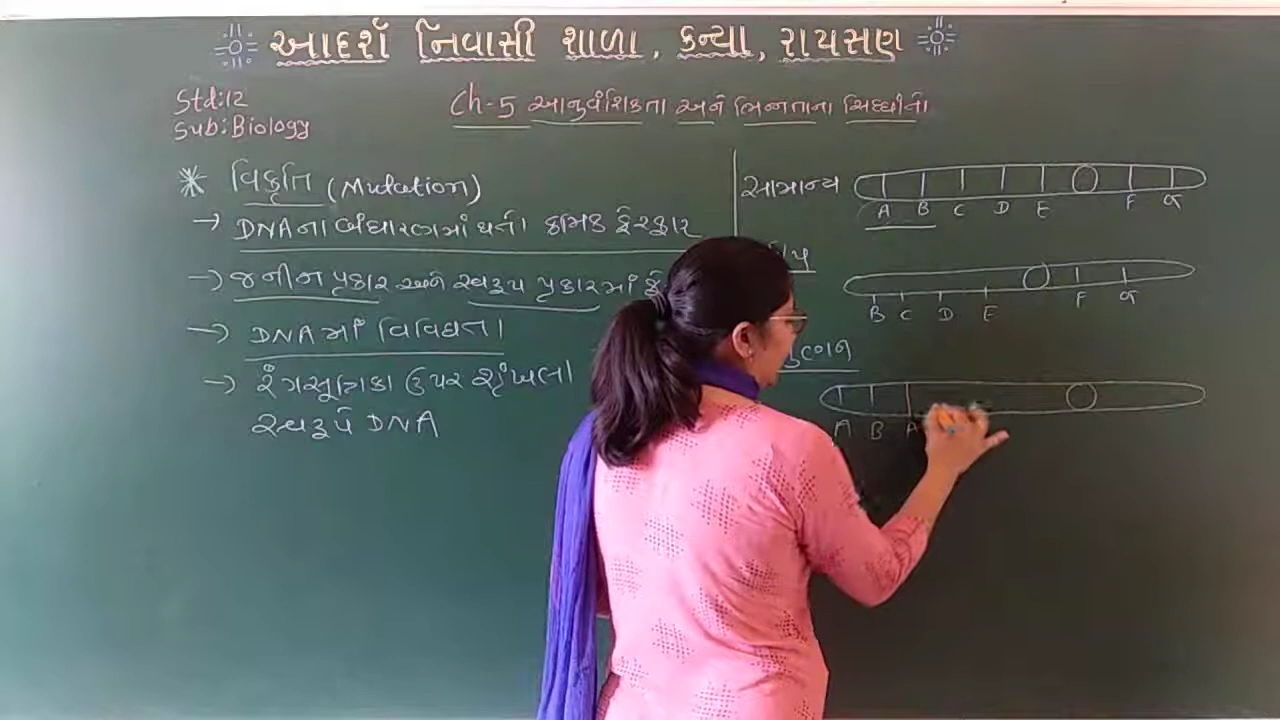 આદર્શ નિવાસી શાળા, કન્યા, રાયસણ
Std:12
Sub: Biology
Ch-5 આનુવંશિકતા અને ભિન્નતાના સિદ્ધાંતો
વિકૃતિ (Mutation)
→ DNAના બંધારણમાં થતાં ક્રમિક ફેરફાર
→ જનીન પ્રકાર અને સ્વરૂપ પ્રકારમાં ફે
→ DNAમાં વિવિધતા
→ રંગસૂત્રિકા ઉપર શૃંખલા
સ્વરૂપે DNA
સામાન્ય
A B C D E F G
B C D E F G
A B A